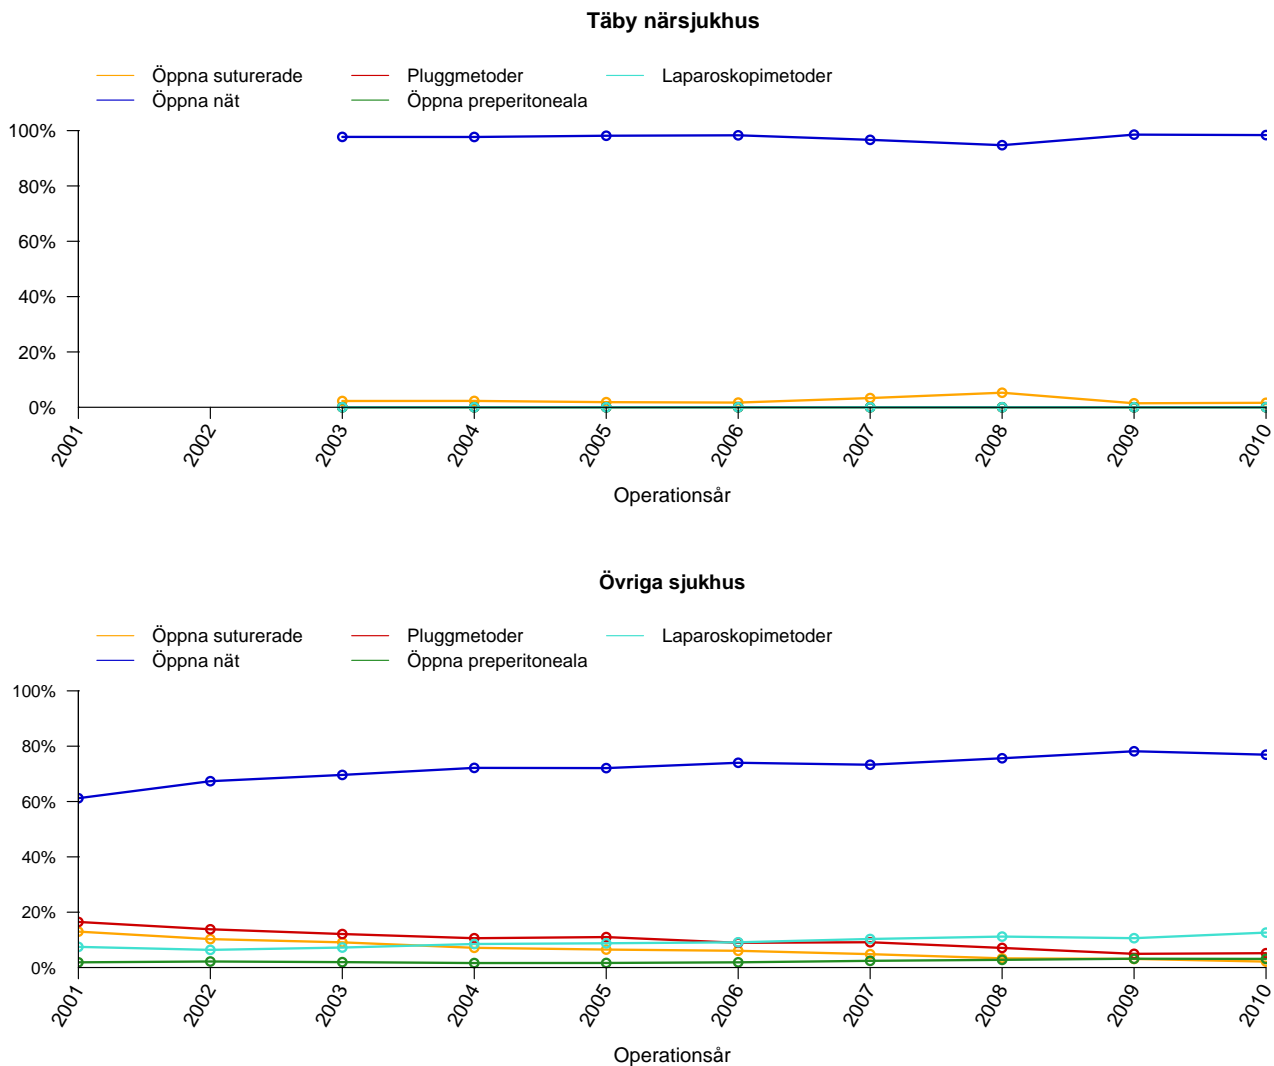 Täby närsjukhus
Öppna suturerade Pluggmetoder Laparoskopimetoder
Öppna nät Öppna preperitoneala
100%
80%
60%
40%
20%
0%
2001 2002 2003 2004 2005 2006 2007 2008 2009 2010
Operationsår
Övriga sjukhus
Öppna suturerade Pluggmetoder Laparoskopimetoder
Öppna nät Öppna preperitoneala
100%
80%
60%
40%
20%
0%
2001 2002 2003 2004 2005 2006 2007 2008 2009 2010
Operationsår